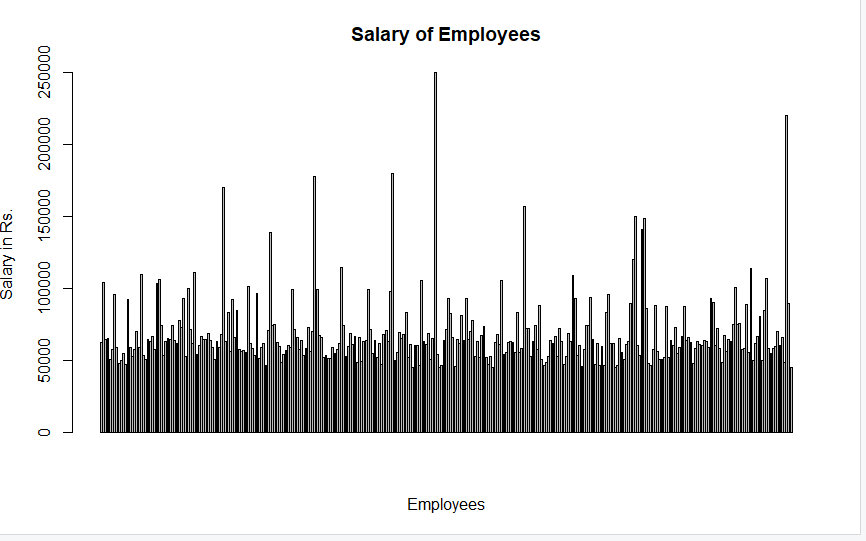 Salary of Employees
Salary in Rs.
250000
200000
150000
100000
50000
0
Employees